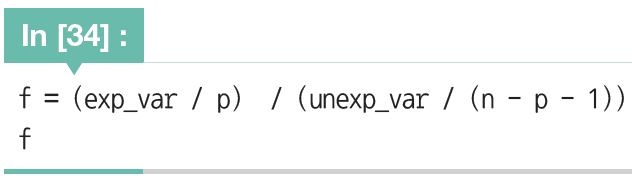 In [34] :
f = (exp_var / p)  / (unexp_var / (n - p - 1))
f